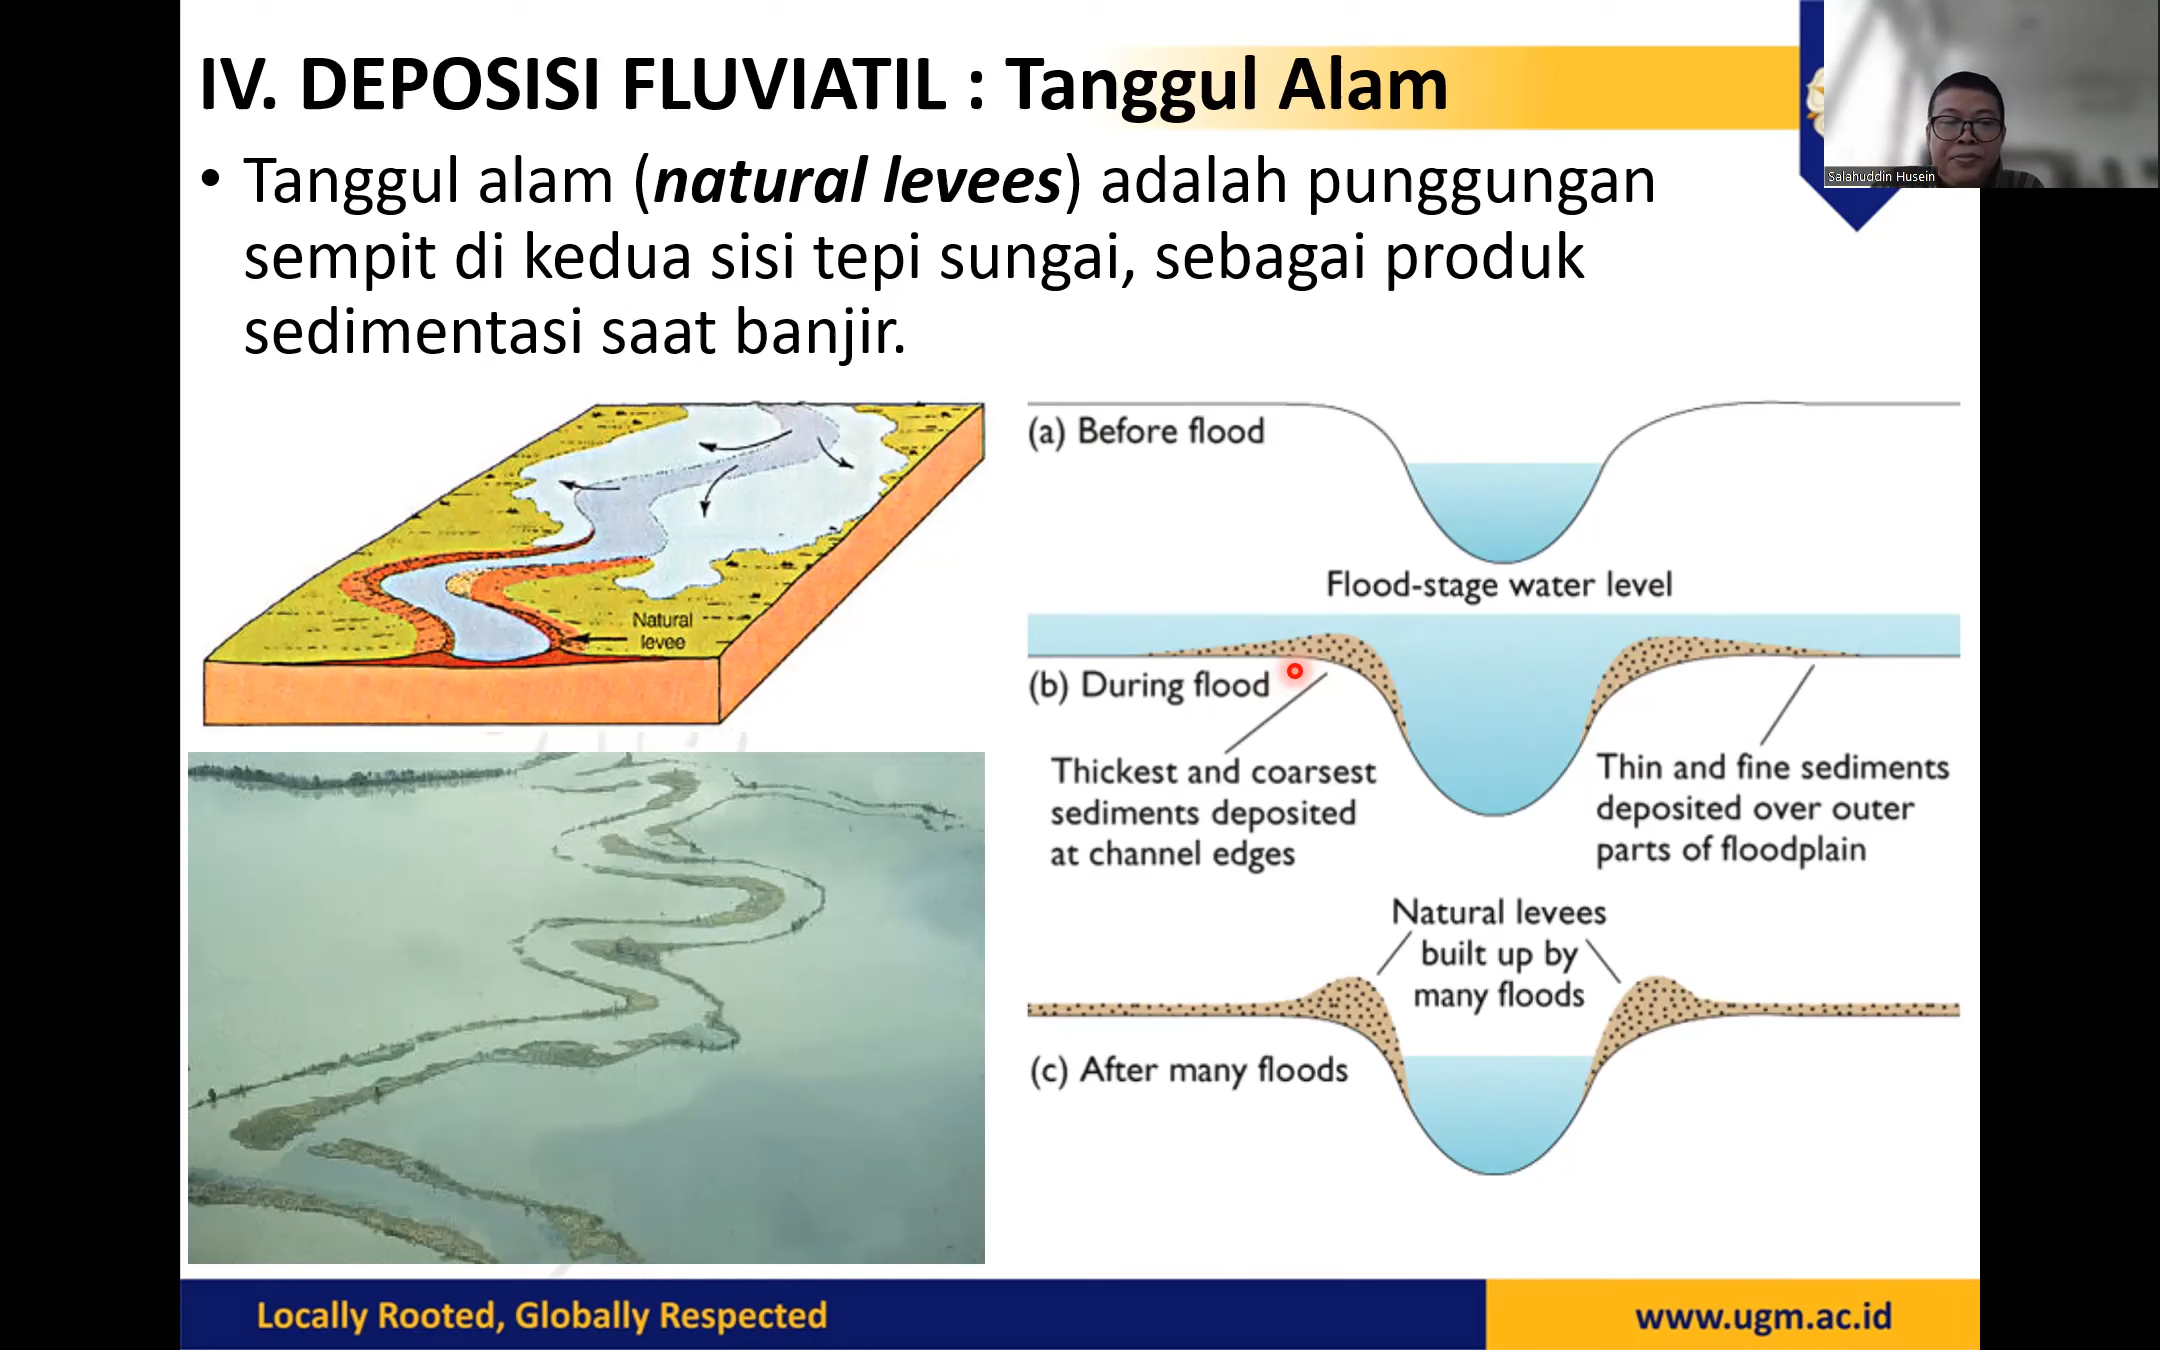 IV. DEPOSISI FLUVIATIL : Tanggul Alam
Salahuddin Husein
• Tanggul alam (natural levees) adalah punggungan
sempit di kedua sisi tepi sungai, sebagai produk
sedimentasi saat banjir.
Natural
levee
(a) Before flood
Flood-stage water level
(b) During flood
Thickest and coarsest
sediments deposited
at channel edges
Thin and fine sediments
deposited over outer
parts of floodplain
Natural levees
built up by
many floods
(c) After many floods
Locally Rooted, Globally Respected
www.ugm.ac.id